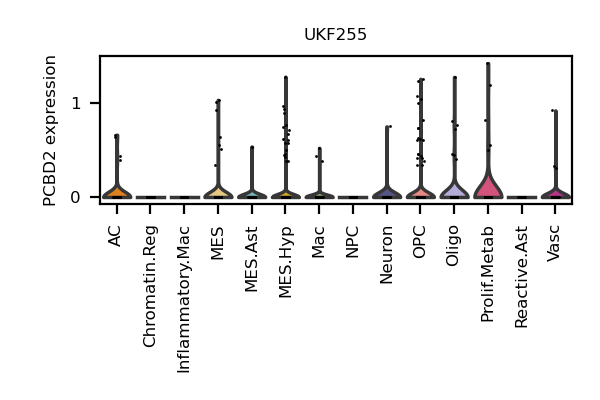 UKF255
PCBD2 expression
1
0
AC
Chromatin.Reg
Inflammatory.Mac
MES
MES.Ast
MES.Hyp
Mac
NPC
Neuron
OPC
Oligo
Prolif.Metab
Reactive.Ast
Vasc